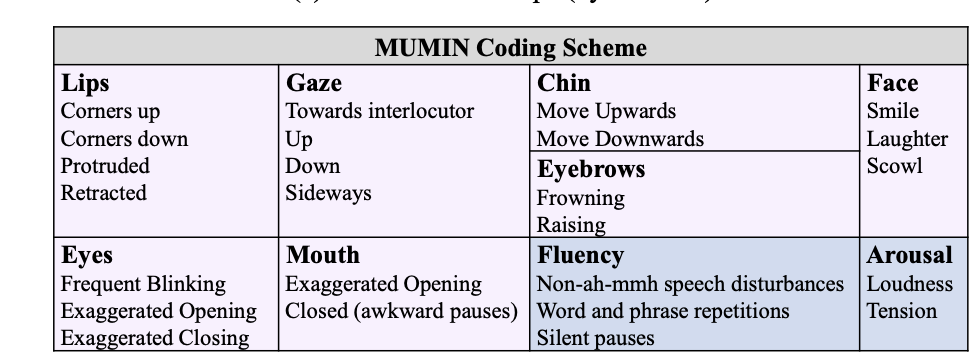 MUMIN Coding Scheme
Lips
Corners up
Corners down
Protruded
Retracted
Gaze
Towards interlocutor
Up
Down
Sideways
Chin
Move Upwards
Move Downwards
Eyebrows
Frowning
Raising
Face
Smile
Laughter
Scowl
Eyes
Frequent Blinking
Exaggerated Opening
Exaggerated Closing
Mouth
Exaggerated Opening
Closed (awkward pauses)
Fluency
Non-ah-mmh speech disturbances
Word and phrase repetitions
Silent pauses
Arousal
Loudness
Tension